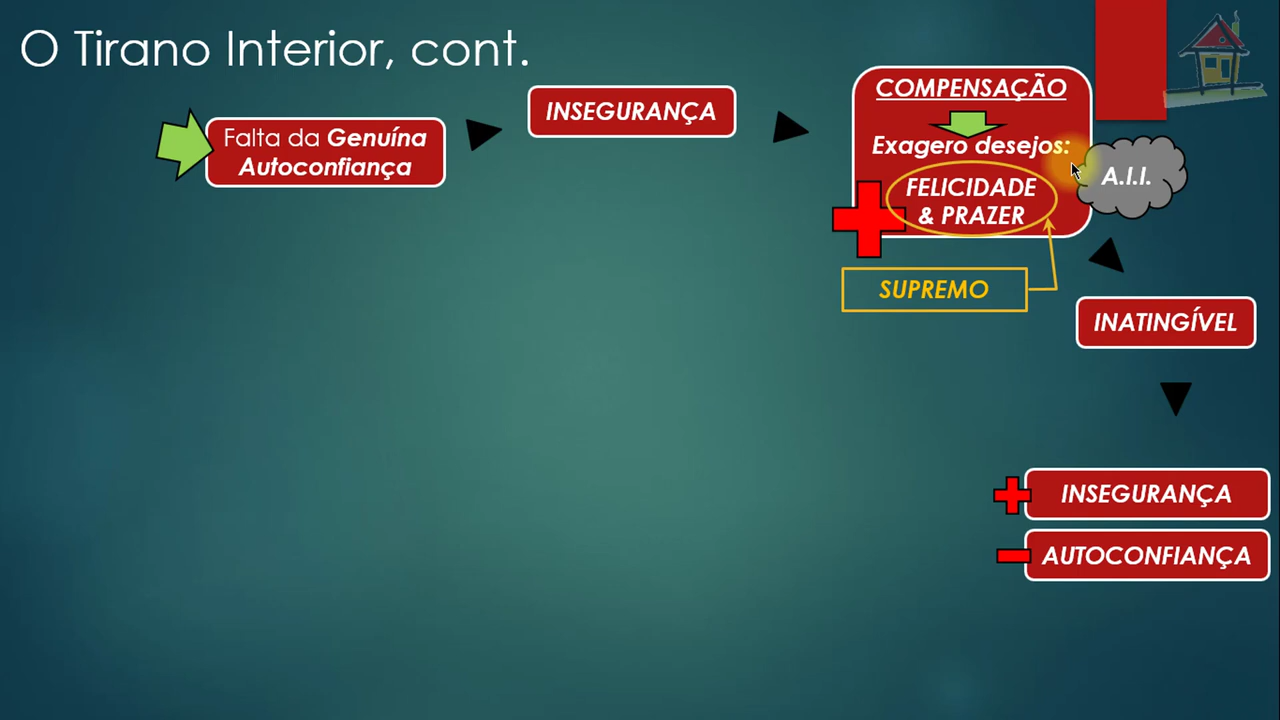 O Tirano Interior, cont.
Falta da Genuína
Autoconfiança
INSEGURANÇA
COMPENSAÇÃO
Exagero desejos:
FELICIDADE
& PRAZER
A.I.I.
SUPREMO
INATINGÍVEL
INSEGURANÇA
AUTOCONFIANÇA